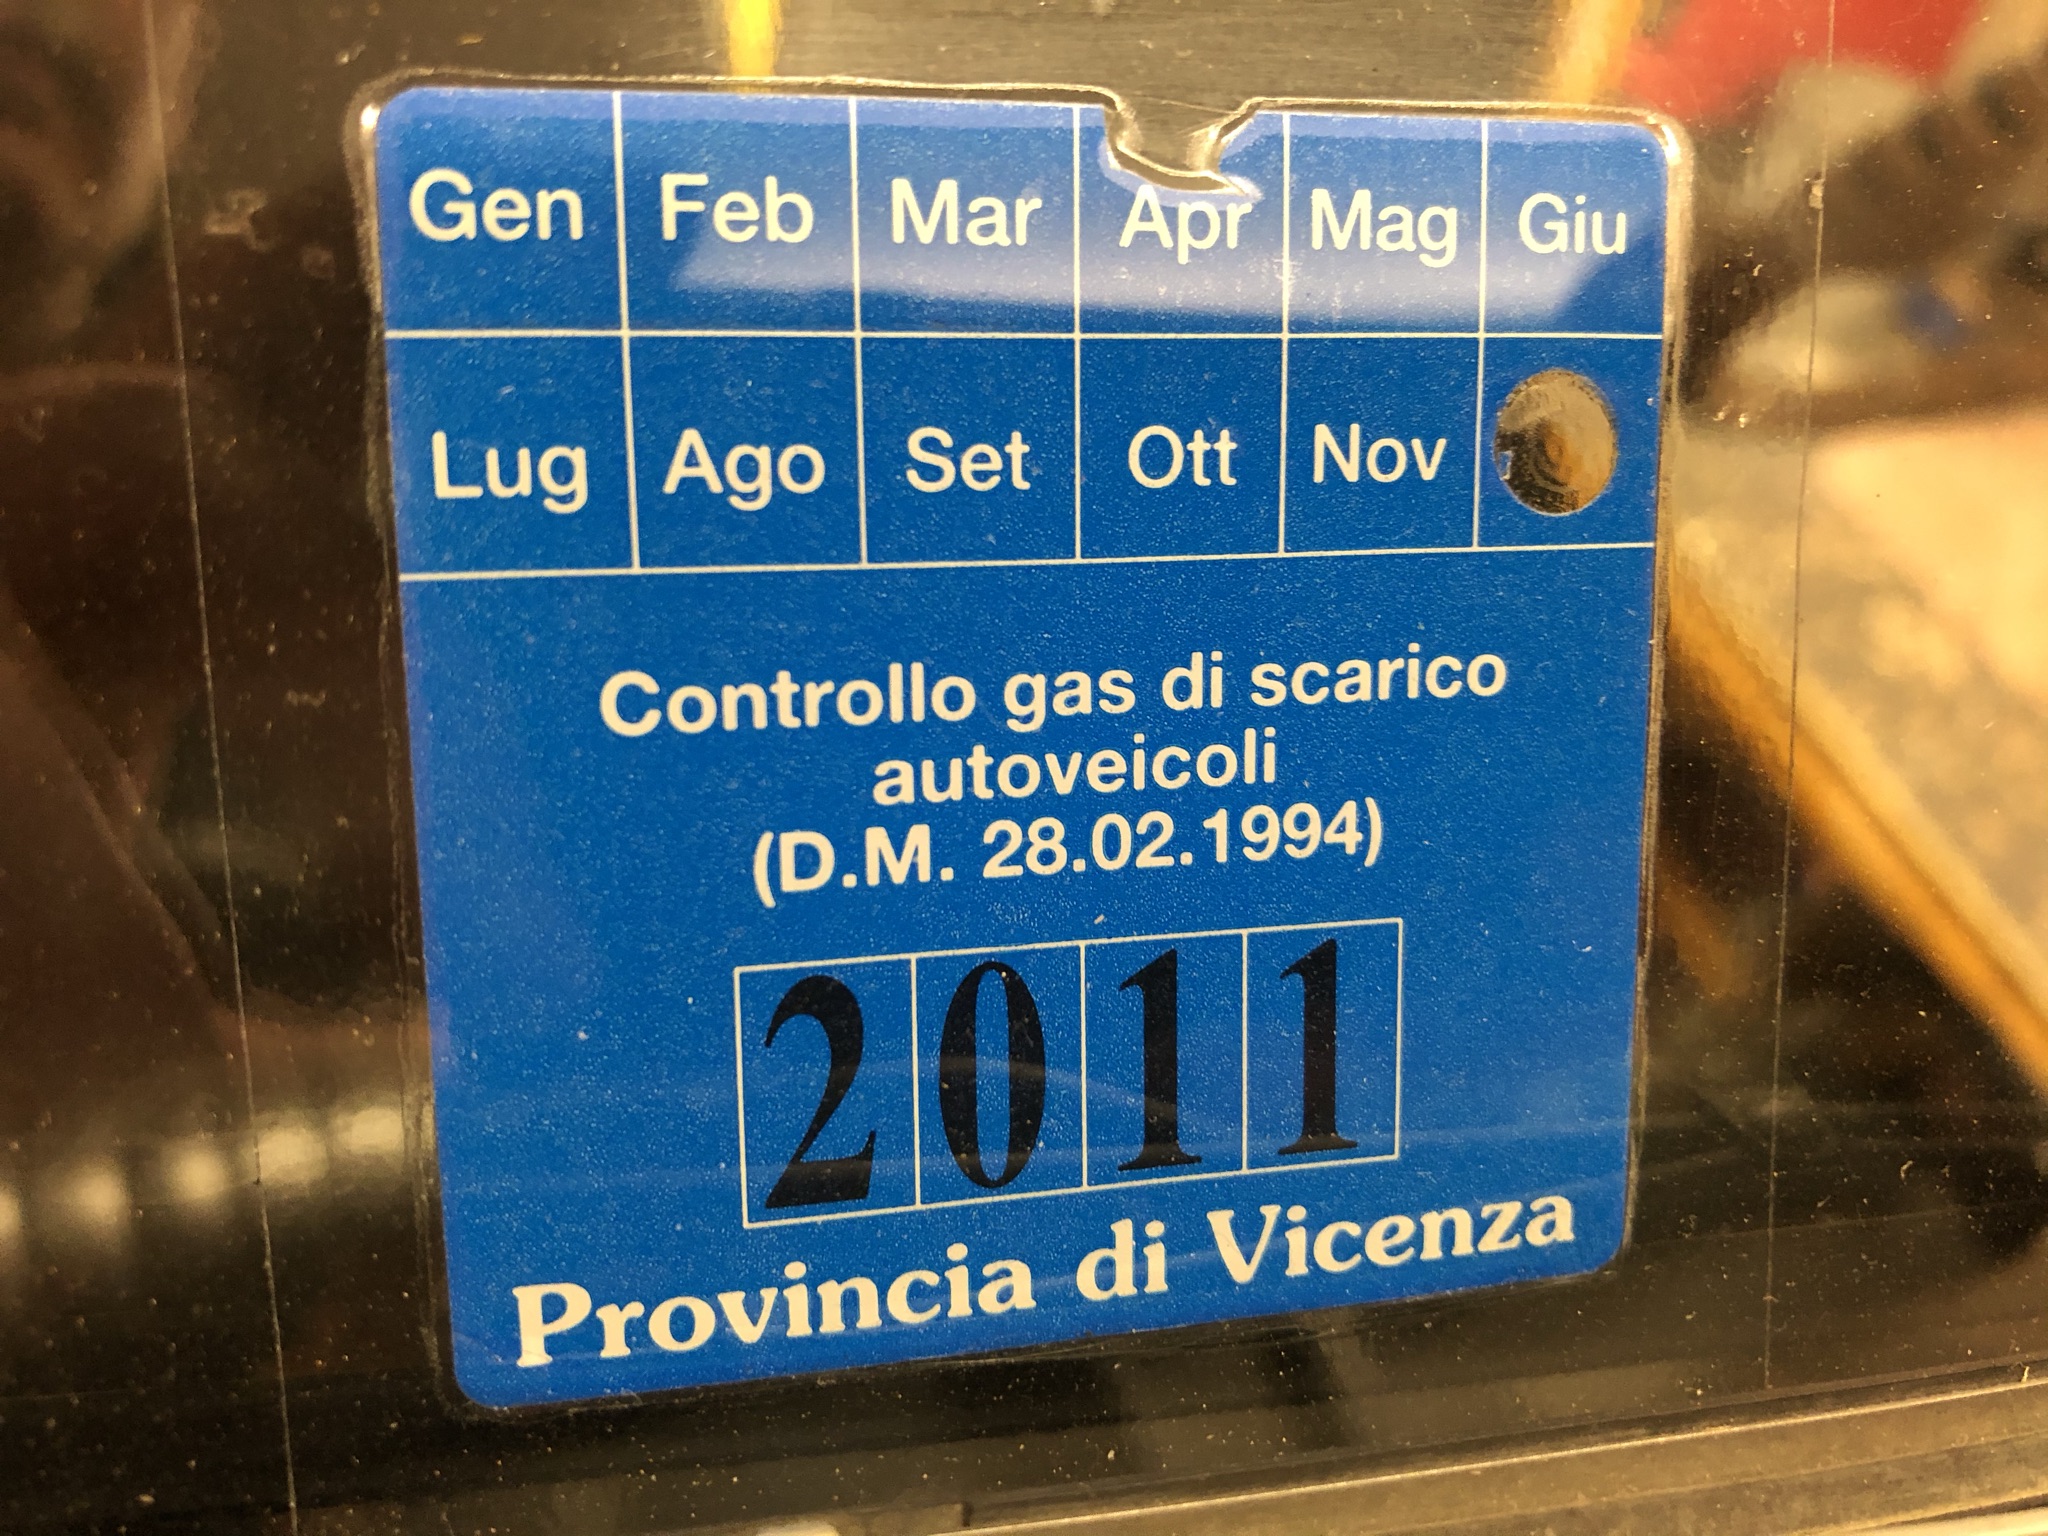 Gen Feb Mar Apr Mag Giu
Lug Ago Set Ott Nov
Controllo gas di scarico
autoveicoli
(D.M. 28.02.1994)
2011
Provincia di Vicenza